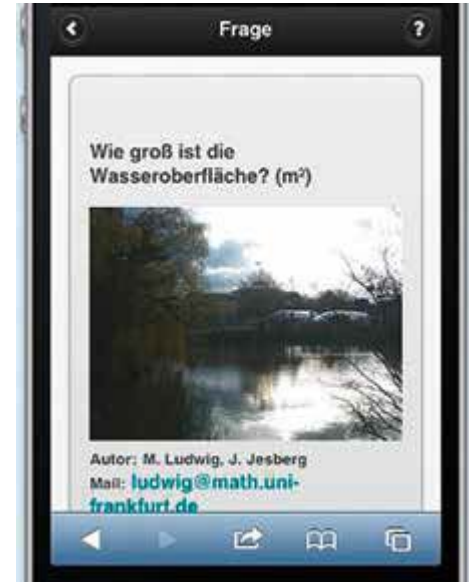 Frage
?
Wie groß ist die
Wasseroberfläche? (m²)
Autor: M. Ludwig, J. Jesberg
Mail: ludwig@math.uni-
frankfurt.de